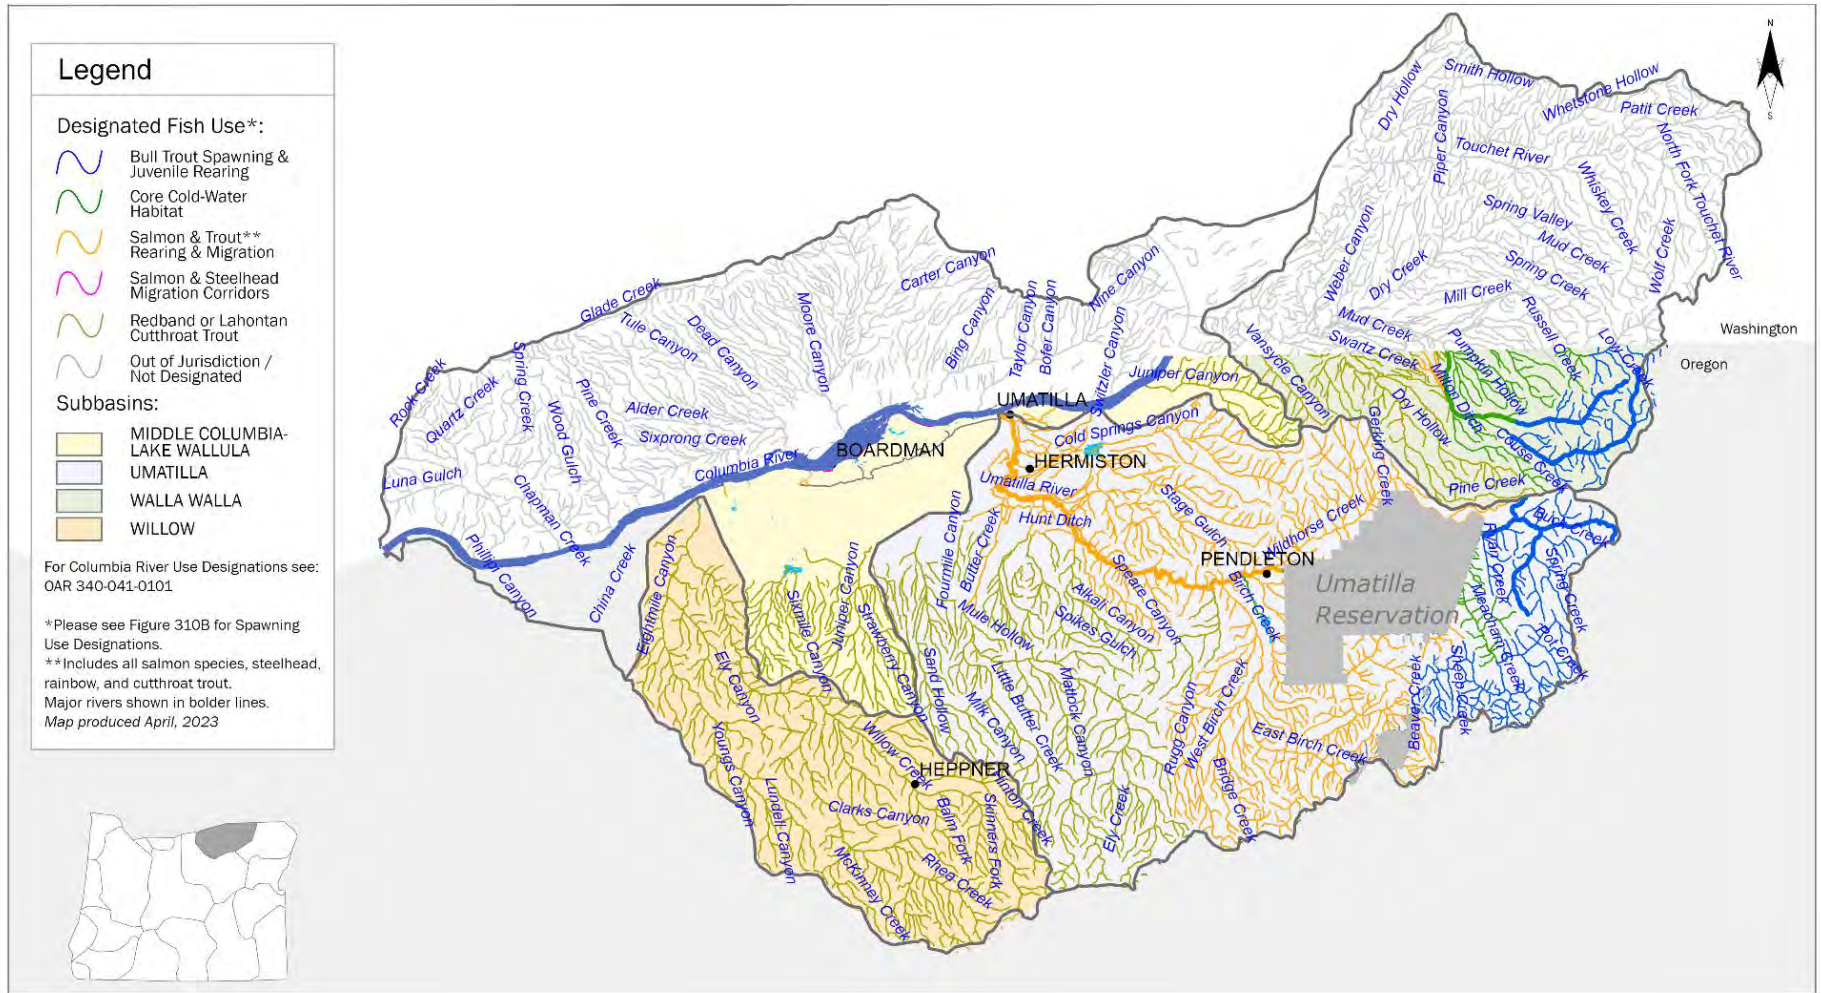 Legend
Designated Fish Use*:
Bull Trout Spawning &
Juvenile Rearing
Core Cold-Water
Habitat
Salmon & Trout**
Rearing & Migration
Salmon & Steelhead
Migration Corridors
Redband or Lahontan
Cutthroat Trout
Out of Jurisdiction /
Not Designated
Subbasins:
MIDDLE COLUMBIA-
LAKE WALLULA
UMATILLA
WALLA WALLA
WILLOW
For Columbia River Use Designations see:
OAR 340-041-0101
*Please see Figure 310B for Spawning
Use Designations.
**Includes all salmon species, steelhead,
rainbow, and cutthroat trout.
Major rivers shown in bolder lines.
Map produced April, 2023
N
S
Smith Hollow
Dry Hollow
Whetstone Hollow
Patit Creek
Piper Canyon
Touchet River
North Fork Touchet River
Whiskey Creek
Spring Valley
Mud Creek
Weber Canyon
Wolf Creek
Spring Creek
Dry Creek
Mill Creek
Russell Creek
Mud Creek
Swartz Creek
Pumpkin Hollow
Low Creek
Washington
Oregon
Carter Canyon
Nine Canyon
Glade Creek
Tule Canyon
Dead Canyon
Moore Canyon
Bing Canyon
Taylor Canyon
Bofer Canyon
Switzler Canyon
Juniper Canyon
Vansycle Canyon
Milton Ditch
Dry Hollow
Couse Creek
Gerking Creek
Pine Creek
Rock Creek
Quartz Creek
Spring Creek
Wood Gulch
Pine Creek
Alder Creek
Sixprong Creek
Columbia River
Luna Gulch
Chapman Creek
Phillipi Canyon
China Creek
UMATILLA
BOARDMAN
HERMISTON
Cold Springs Canyon
Umatilla River
Hunt Ditch
Stage Gulch
Wildhorse Creek
PENDLETON
Umatilla
Reservation
Buck Creek
Ryan Creek
Spring Creek
Meacham Creek
Pot Creek
Sheep Creek
Beaver Creek
Birch Creek
Speare Canyon
Alkali Canyon
Spikes Gulch
Fourmile Canyon
Butter Creek
Mule Hollow
Eightmile Canyon
Sixmile Canyon
Juniper Canyon
Strawberry Canyon
Sand Hollow
Little Butter Creek
Matlock Canyon
Milk Canyon
Rugg Canyon
West Birch Creek
East Birch Creek
Bridge Creek
Ely Canyon
Youngs Canyon
Willow Creek
HEPPNER
Hinton Creek
Lundell Canyon
Clarks Canyon
Balm Fork
Skinners Fork
Ely Creek
McKinney Creek
Rhea Creek